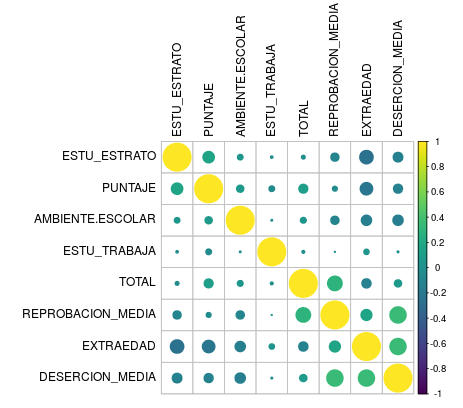 ESTU_ESTRATO
PUNTAJE
AMBIENTE.ESCOLAR
ESTU_TRABAJA
TOTAL
REPROBACION_MEDIA
EXTRAEDAD
DESERCION_MEDIA
ESTU_ESTRATO
PUNTAJE
AMBIENTE.ESCOLAR
ESTU_TRABAJA
TOTAL
REPROBACION_MEDIA
EXTRAEDAD
DESERCION_MEDIA
1
0.8
0.6
0.4
0.2
0
-0.2
-0.4
-0.6
-0.8
-1